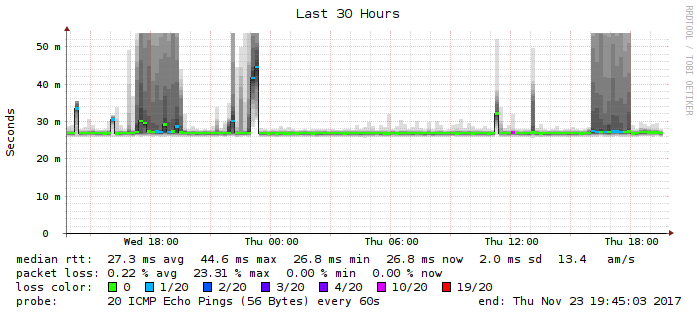 Last 30 Hours
RRDTOOL / TOBI OETIKER
Seconds
50 m
40 m
30 m
20 m
10 m
0
Wed 18:00 Thu 00:00 Thu 06:00 Thu 12:00 Thu 18:00
median rtt: 27.3 ms avg 44.6 ms max 26.8 ms min 26.8 ms now 2.0 ms sd 13.4 am/s
packet loss: 0.22 % avg 23.31 % max 0.00 % min 0.00 % now
loss color: 0 1/20 2/20 3/20 4/20 10/20 19/20
probe: 20 ICMP Echo Pings (56 Bytes) every 60s end: Thu Nov 23 19:45:03 2017